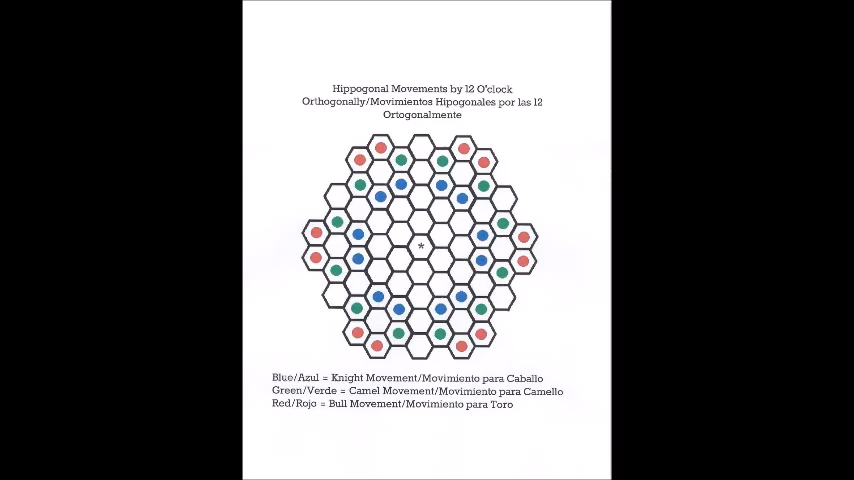 Hippogonal Movements by 12 O'clock
Orthogonally/Movimientos Hipogonales por las 12
Ortogonalmente
*
Blue/Azul = Knight Movement/Movimiento para Caballo
Green/Verde = Camel Movement/Movimiento para Camello
Red/Rojo = Bull Movement/Movimiento para Toro